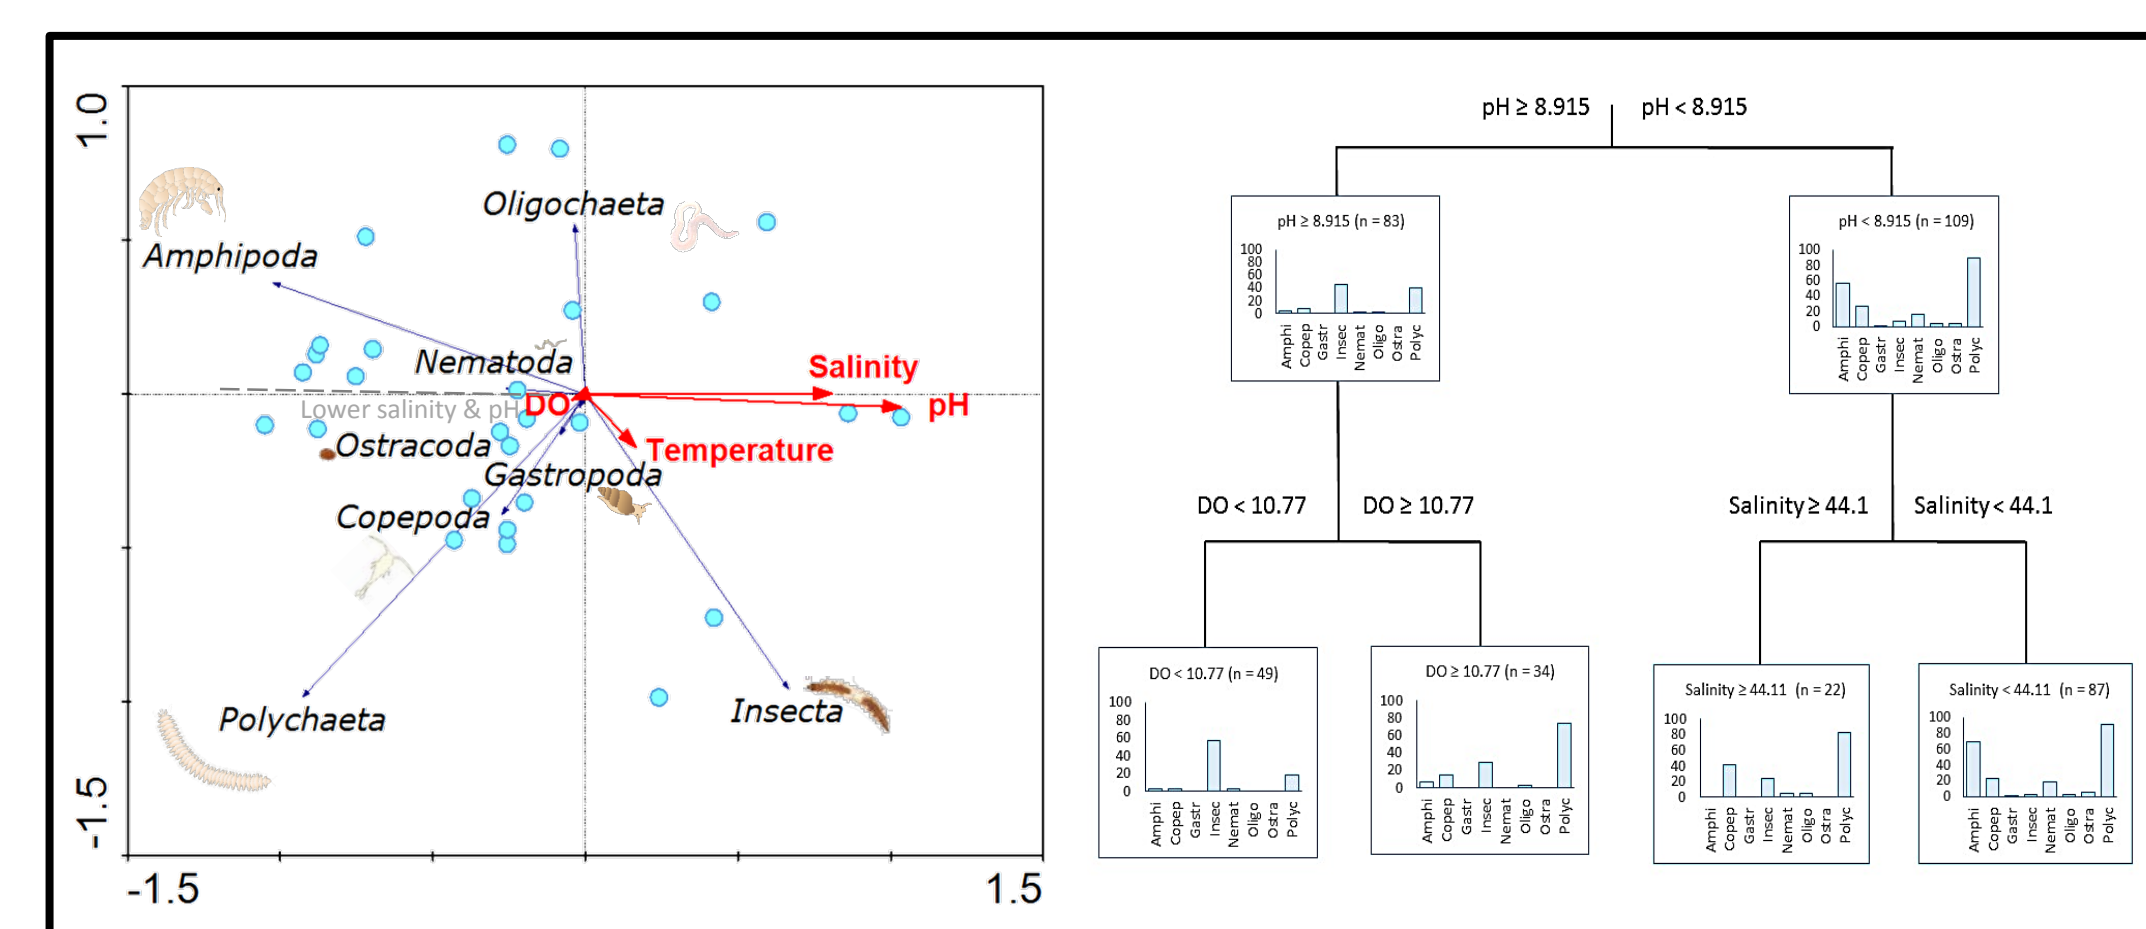 1.0
Oligochaeta
Amphipoda
Nematoda
Salinity
Lower salinity & pH
DO
pH
Ostracoda
Temperature
Gastropoda
Copepoda
Polychaeta
Insecta
-1.5
-1.5
1.5
pH ≥ 8.915
pH < 8.915
pH ≥ 8.915 (n = 83)
100
80
60
40
20
0
Amphi
Copep
Gastr
Insec
Nemat
Oligo
Ostra
Polyc
pH < 8.915 (n = 109)
100
80
60
40
20
0
Amphi
Copep
Gastr
Insec
Nemat
Oligo
Ostra
Polyc
DO < 10.77
DO ≥ 10.77
Salinity ≥ 44.1
Salinity < 44.1
DO < 10.77 (n = 49)
100
80
60
40
20
0
Amphi
Copep
Gastr
Insec
Nemat
Oligo
Ostra
Polyc
DO ≥ 10.77 (n = 34)
100
80
60
40
20
0
Amphi
Copep
Gastr
Insec
Nemat
Oligo
Ostra
Polyc
Salinity ≥ 44.11 (n = 22)
100
80
60
40
20
0
Amphi
Copep
Gastr
Insec
Nemat
Oligo
Ostra
Polyc
Salinity < 44.11 (n = 87)
100
80
60
40
20
0
Amphi
Copep
Gastr
Insec
Nemat
Oligo
Ostra
Polyc